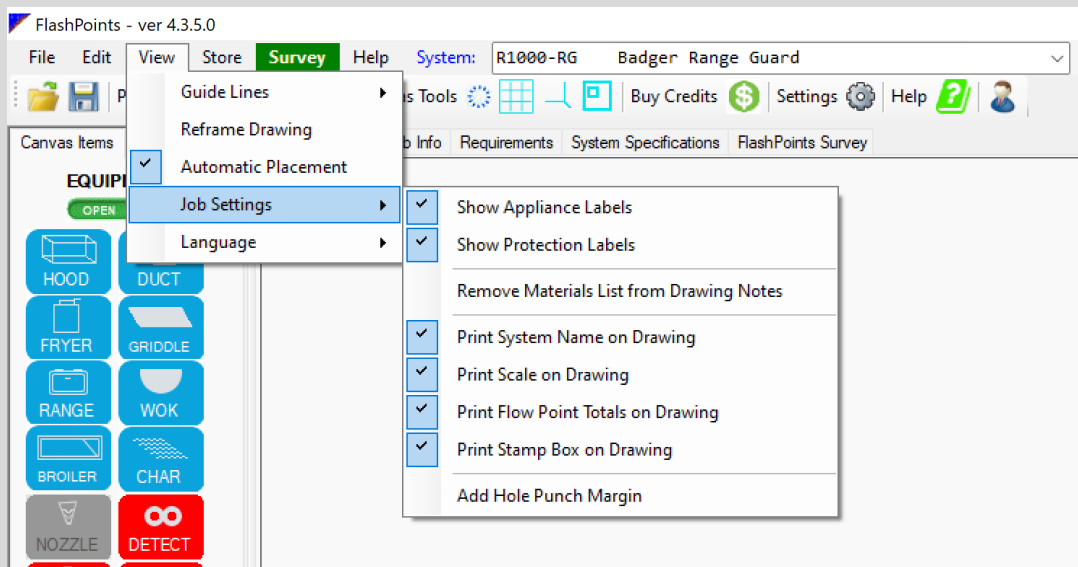 FlashPoints - ver 4.3.5.0
File Edit View Store Survey Help System: R1000-RG Badger Range Guard
Tools Buy Credits Settings Help
Canvas Items Info Requirements System Specifications FlashPoints Survey
Guide Lines
Reframe Drawing
Automatic Placement
Job Settings
Language
Show Appliance Labels
Show Protection Labels
Remove Materials List from Drawing Notes
Print System Name on Drawing
Print Scale on Drawing
Print Flow Point Totals on Drawing
Print Stamp Box on Drawing
Add Hole Punch Margin
OPEN
HOOD DUCT
FRYER GRIDDLE
RANGE WOK
BROILER CHAR
NOZZLE DETECT